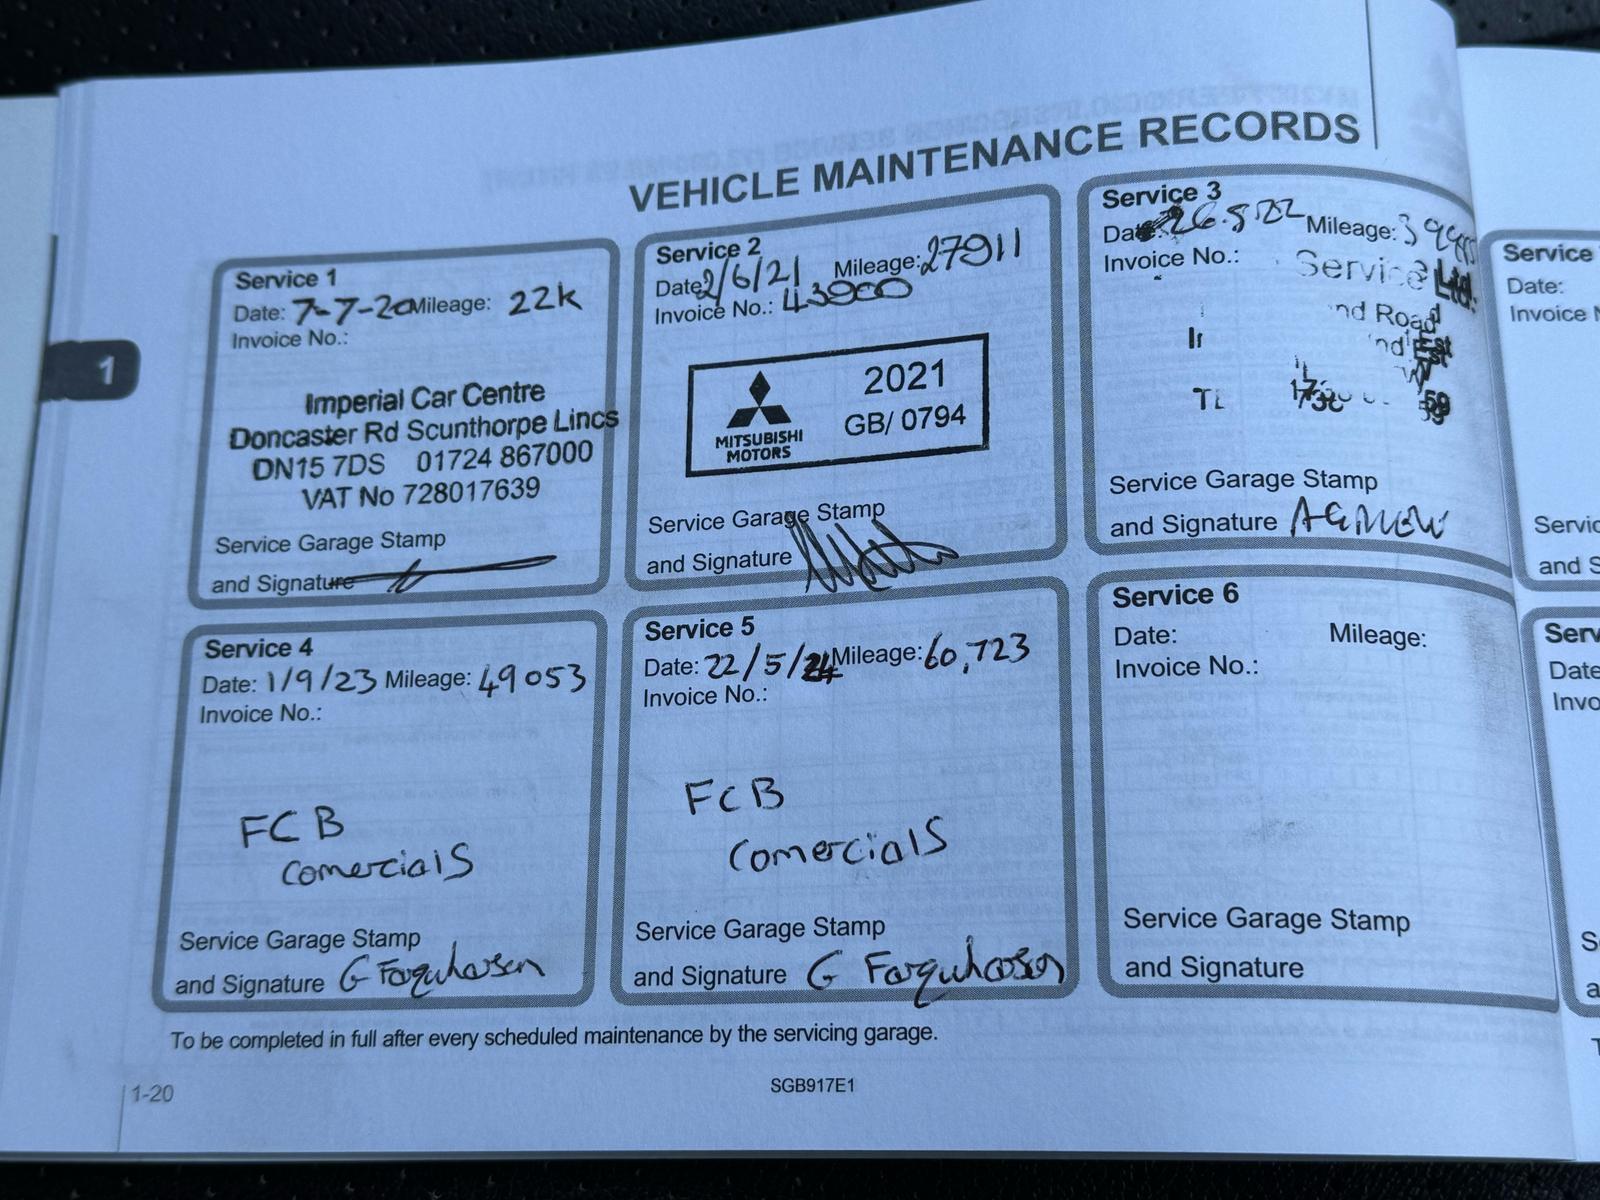 VEHICLE MAINTENANCE RECORDS
1
Service 1
Date: 7-7-20 Mileage: 22k
Invoice No.:
Imperial Car Centre
Doncaster Rd Scunthorpe Lincs
DN15 7DS 01724 867000
VAT No 728017639
Service Garage Stamp
and Signature
Service 2
Date: 2/6/21 Mileage: 27911
Invoice No.: 43900
MITSUBISHI
MOTORS
2021
GB/ 0794
Service Garage Stamp
and Signature
Service 3
Date: 26.8.22 Mileage:
Invoice No.:
Service Ltd.
nd Road
Service Garage Stamp
and Signature AGNEW
Service 4
Date: 1/9/23 Mileage: 49053
Invoice No.:
FCB
Comercials
Service Garage Stamp
and Signature G Farquharson
Service 5
Date: 22/5/24 Mileage: 60,723
Invoice No.:
FCB
Comercials
Service Garage Stamp
and Signature G Farquharson
Service 6
Date: Mileage:
Invoice No.:
Service Garage Stamp
and Signature
Service
Date:
Invoice
and
Date
To be completed in full after every scheduled maintenance by the servicing garage.
1-20
SGB917E1